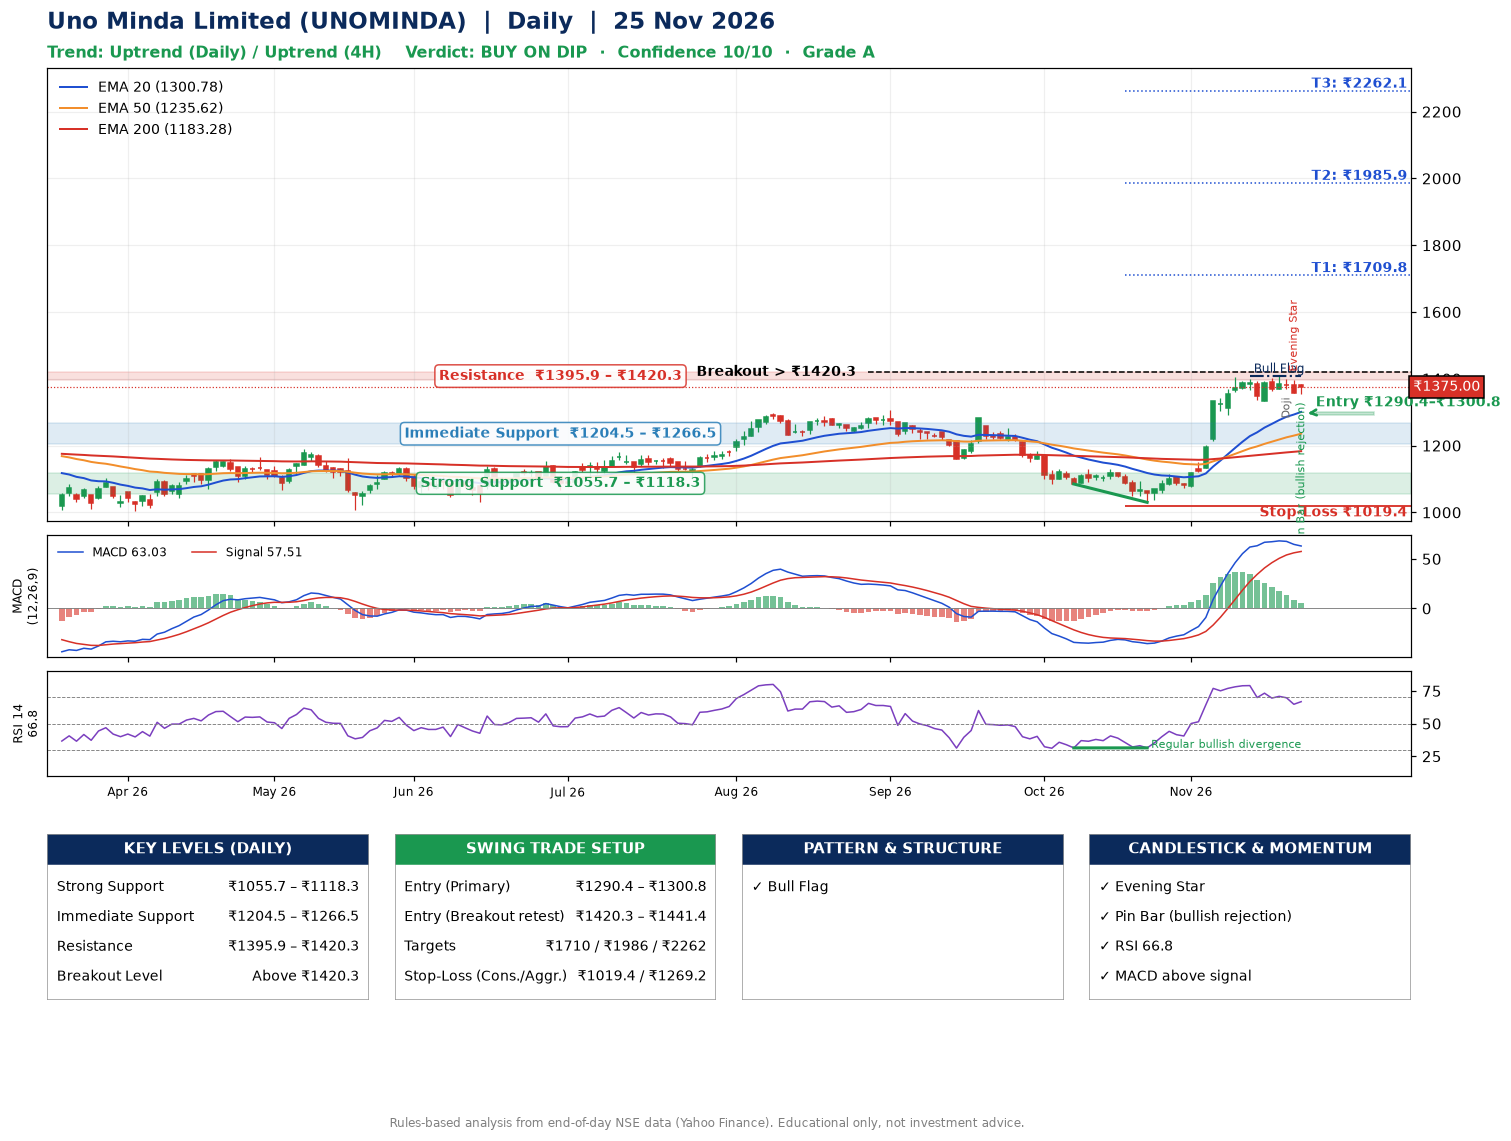 Uno Minda Limited (UNOMINDA) | Daily | 25 Nov 2026
Trend: Uptrend (Daily) / Uptrend (4H) Verdict: BUY ON DIP · Confidence 10/10 · Grade A
EMA 20 (1300.78)
EMA 50 (1235.62)
EMA 200 (1183.28)
T3: ₹2262.1
T2: ₹1985.9
T1: ₹1709.8
2200
2000
1800
1600
1200
1000
Evening Star
Bull Flag
Resistance ₹1395.9 – ₹1420.3
Breakout > ₹1420.3
₹1375.00
Entry ₹1290.4–₹1300.8
Doji
Immediate Support ₹1204.5 – ₹1266.5
Strong Support ₹1055.7 – ₹1118.3
n Bar (bullish rejection)
Stop-Loss ₹1019.4
MACD 63.03
Signal 57.51
MACD
(12,26,9)
50
0
RSI 14
66.8
75
50
25
Regular bullish divergence
Apr 26 May 26 Jun 26 Jul 26 Aug 26 Sep 26 Oct 26 Nov 26
KEY LEVELS (DAILY)
Strong Support ₹1055.7 – ₹1118.3
Immediate Support ₹1204.5 – ₹1266.5
Resistance ₹1395.9 – ₹1420.3
Breakout Level Above ₹1420.3
SWING TRADE SETUP
Entry (Primary) ₹1290.4 – ₹1300.8
Entry (Breakout retest) ₹1420.3 – ₹1441.4
Targets ₹1710 / ₹1986 / ₹2262
Stop-Loss (Cons./Aggr.) ₹1019.4 / ₹1269.2
PATTERN & STRUCTURE
✓ Bull Flag
CANDLESTICK & MOMENTUM
✓ Evening Star
✓ Pin Bar (bullish rejection)
✓ RSI 66.8
✓ MACD above signal
Rules-based analysis from end-of-day NSE data (Yahoo Finance). Educational only, not investment advice.